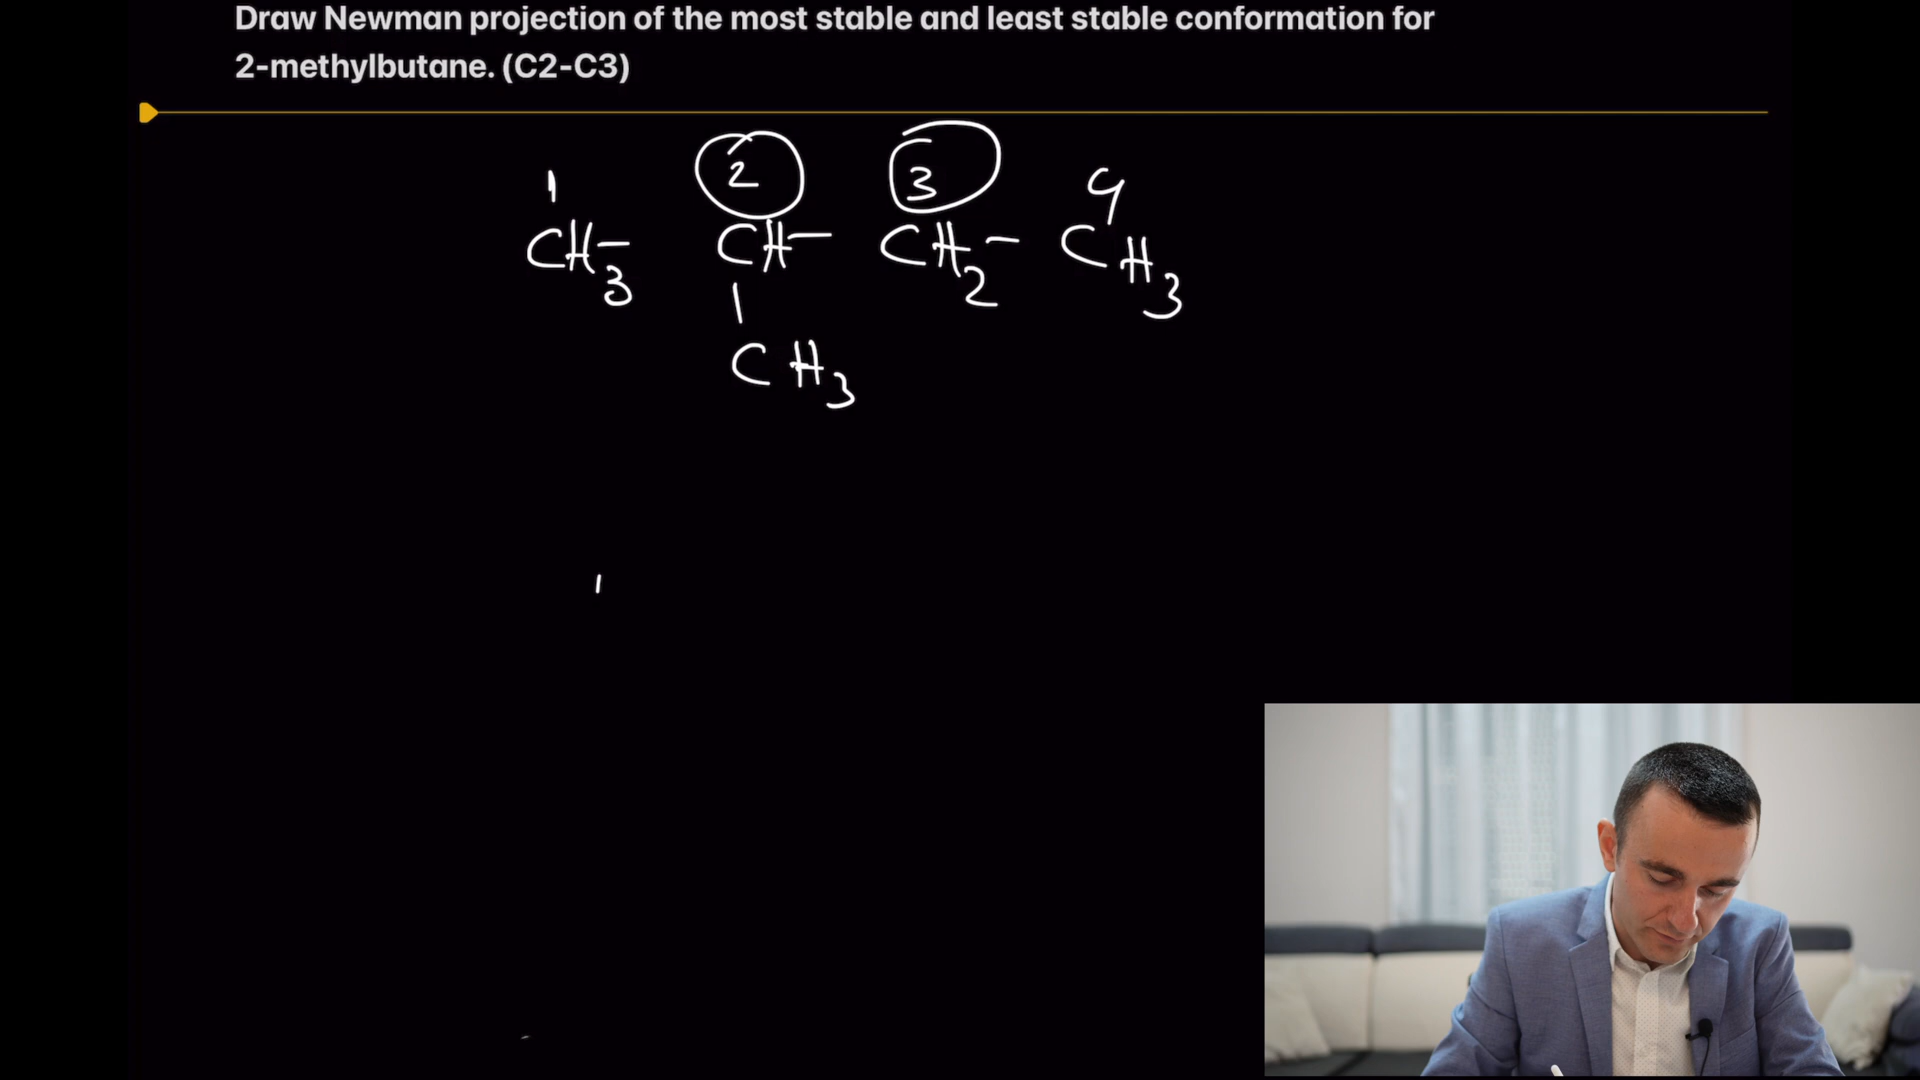 Draw Newman projection of the most stable and least stable conformation for
2-methylbutane. (C2-C3)
1 2 3 4
CH3- CH- CH2- CH3
|
CH3